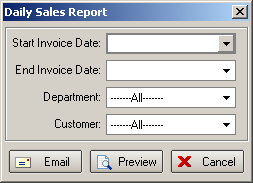 Daily Sales Report
Start Invoice Date:
End Invoice Date:
Department: -------All-------
Customer: -------All-------
Email Preview Cancel